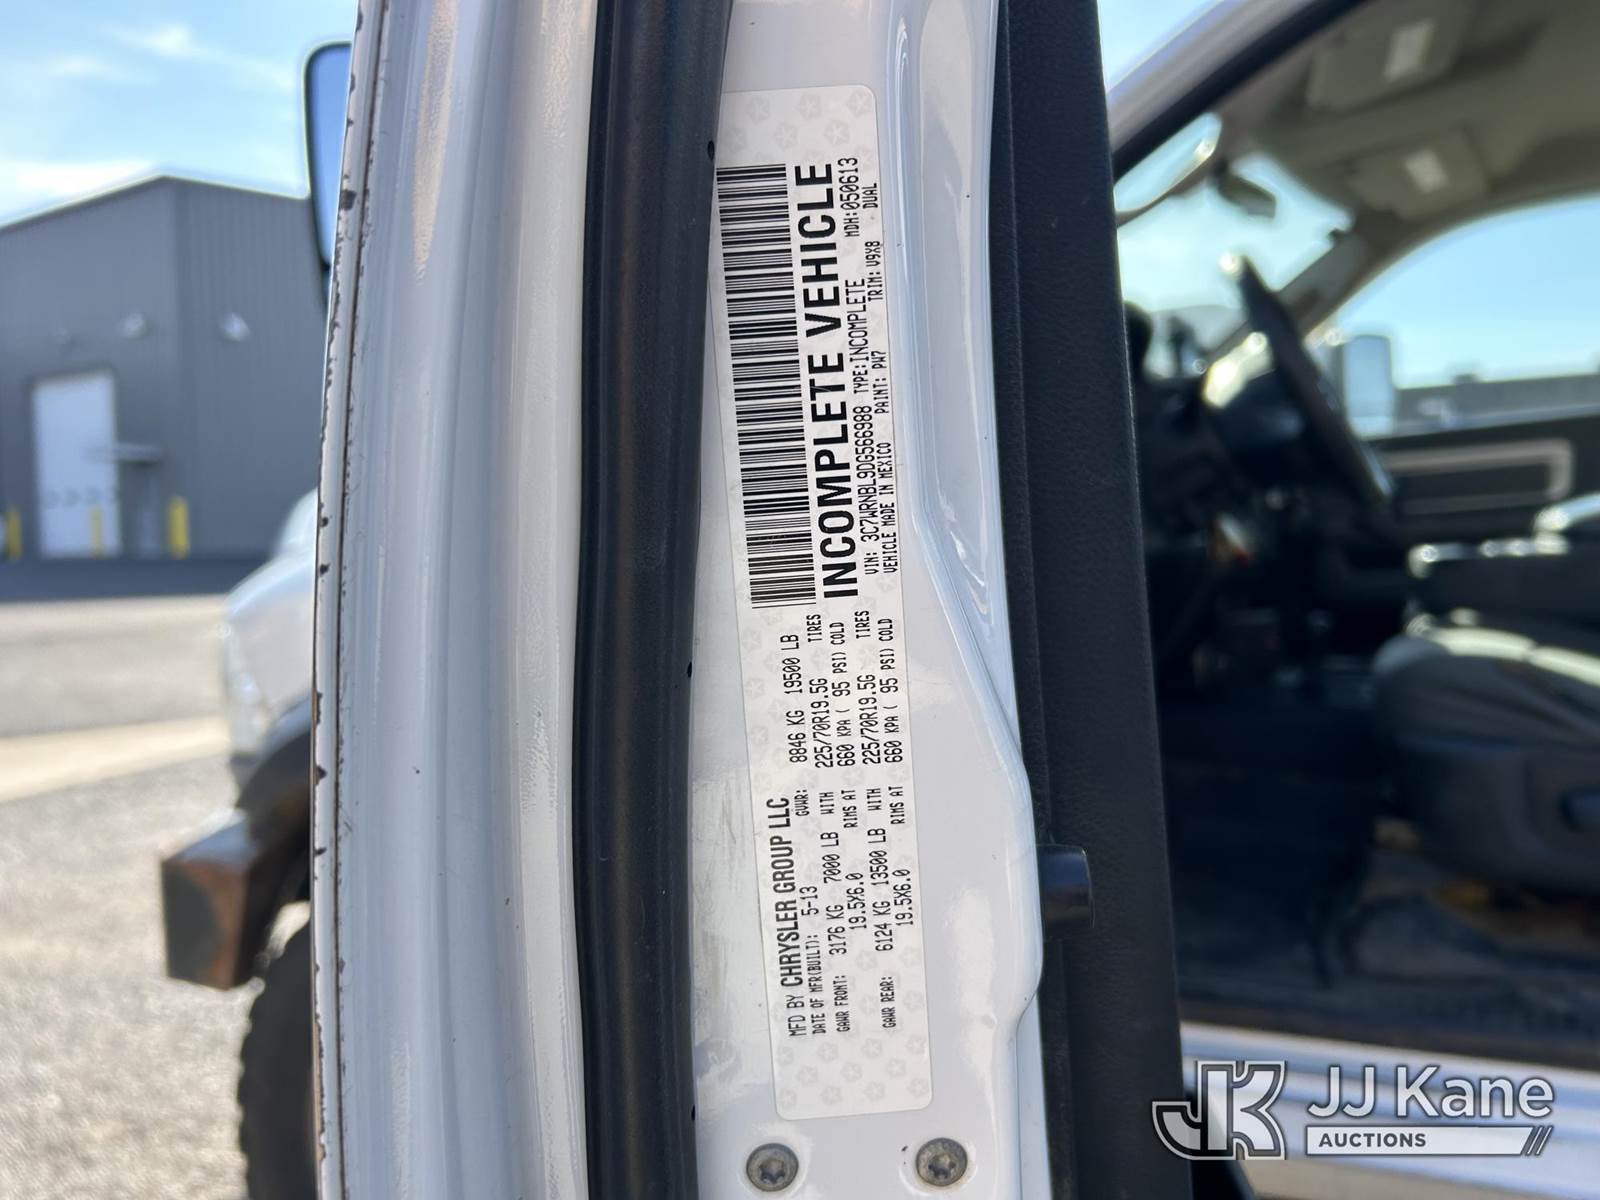 MFD BY CHRYSLER GROUP LLC
DATE OF MFR(BUILT): 5-13 GVWR: 8846 KG 19500 LB
GAWR FRONT: 3176 KG 7000 LB WITH 225/70R19.5G TIRES
19.5X6.0 RIMS AT 660 KPA ( 95 PSI) COLD
GAWR REAR: 6124 KG 13500 LB WITH 225/70R19.5G TIRES
19.5X6.0 RIMS AT 660 KPA ( 95 PSI) COLD
INCOMPLETE VEHICLE
VIN: 3C7WRNBL9DG566988 TYPE:INCOMPLETE MDH:050613
VEHICLE MADE IN MEXICO PAINT: PW7 TRIM: V9X8 DUAL
JK JJ Kane
AUCTIONS